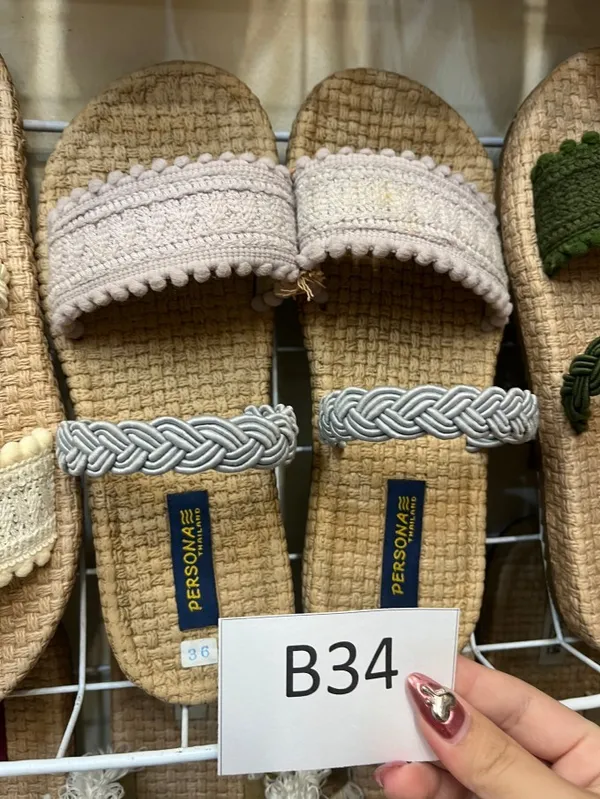 PERSONA
THAILAND
PERSONA
THAILAND
36
B34